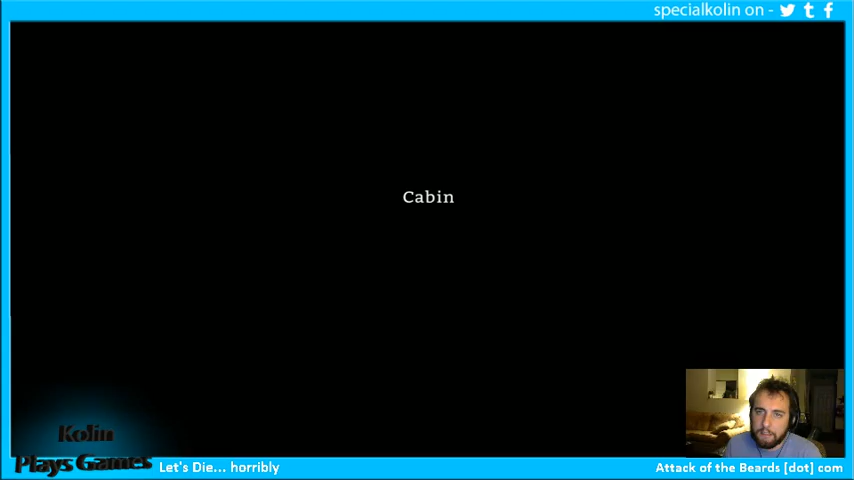 specialkolin on -
Cabin
Kolin
Plays Games
Let's Die... horribly
Attack of the Beards [dot] com